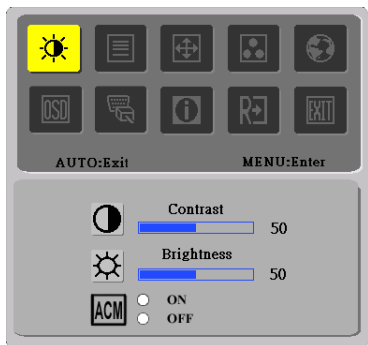 OSD i R EXIT
AUTO:Exit MENU:Enter
Contrast
50
Brightness
50
ACM ON
OFF